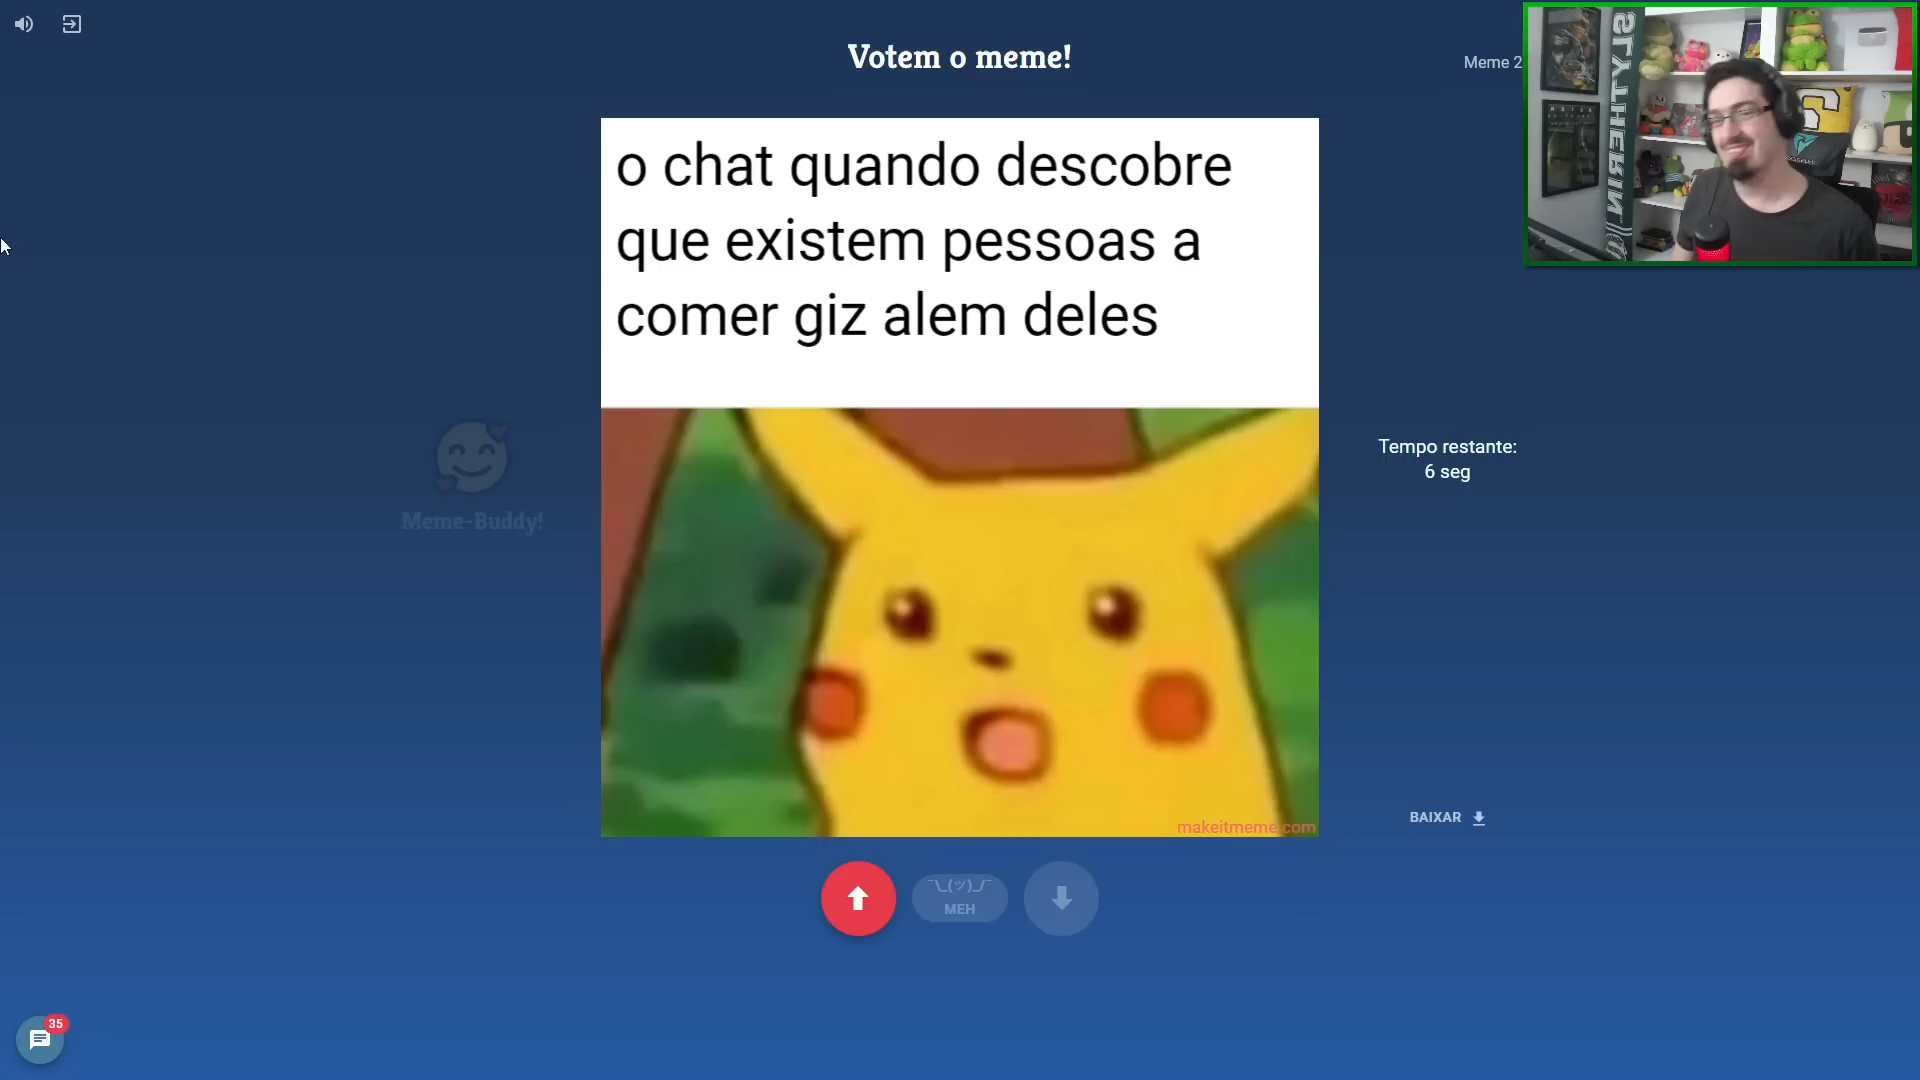 Votem o meme!
Meme 2
SLYTHERIN
o chat quando descobre
que existem pessoas a
comer giz alem deles
Tempo restante:
6 seg
Meme-Buddy!
makeitmeme.com
BAIXAR
¯\_(ツ)_/¯
MEH
35